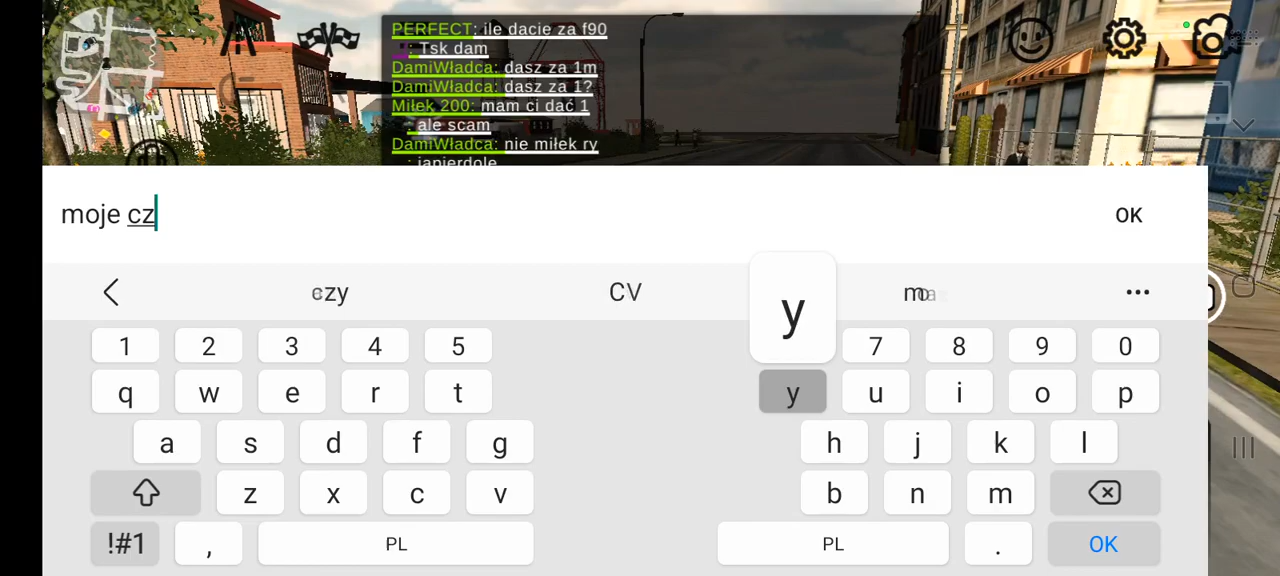 PERFECT: ile dacie za f90
: Tsk dam
DamiWładca: dasz za 1m
DamiWładca: dasz za 1?
Miłek 200: mam ci dać 1
: ale scam
DamiWładca: nie miłek ry
: japierdole
moje cz
OK
czy
CV
y
1 2 3 4 5 7 8 9 0
q w e r t y u i o p
a s d f g h j k l
z x c v b n m
!#1 , PL PL . OK